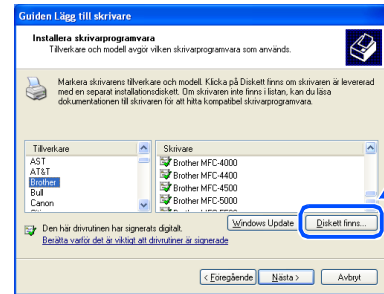 Guiden Lägg till skrivare
Installera skrivarprogramvara
Tillverkare och modell avgör vilken skrivarprogramvara som används.
Markera skrivarens tillverkare och modell. Klicka på Diskett finns om skrivaren är levererad
med en separat installationsdiskett. Om skrivaren inte finns i listan, kan du läsa
dokumentationen till skrivaren för att hitta kompatibel skrivarprogramvara.
Tillverkare
AST
AT&T
Brother
Bull
Canon
Skrivare
Brother MFC-4000
Brother MFC-4400
Brother MFC-4500
Brother MFC-5000
Den här drivrutinen har signerats digitalt.
Berätta varför det är viktigt att drivrutiner är signerade
Windows Update
Diskett finns...
< Föregående
Nästa >
Avbryt